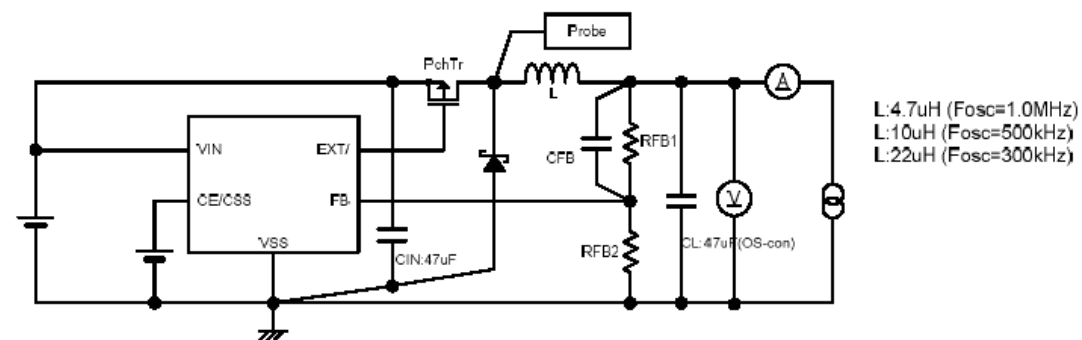 Probe
PchTr
L
VIN
EXT/
CE/CSS
FB
VSS
CIN:47uF
CFB
RFB1
RFB2
A
V
CL:47uF(OS-con)
L:4.7uH (Fosc=1.0MHz)
L:10uH (Fosc=500kHz)
L:22uH (Fosc=300kHz)